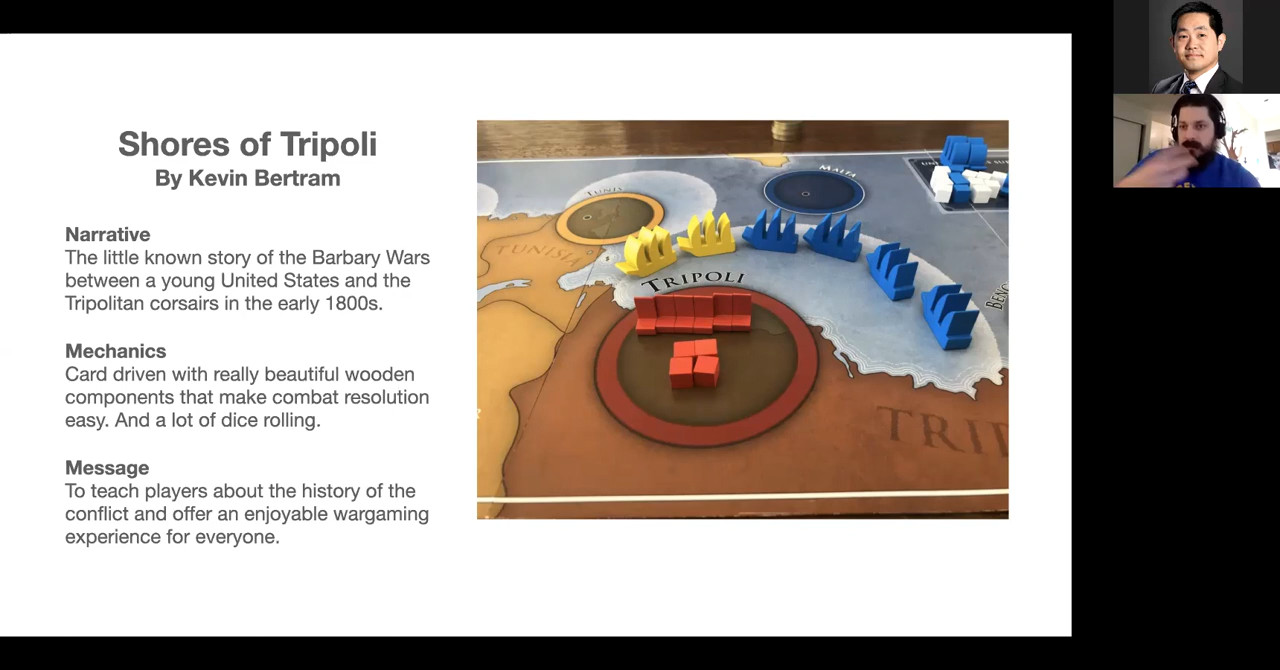 Shores of Tripoli
By Kevin Bertram
Narrative
The little known story of the Barbary Wars
between a young United States and the
Tripolitan corsairs in the early 1800s.
Mechanics
Card driven with really beautiful wooden
components that make combat resolution
easy. And a lot of dice rolling.
Message
To teach players about the history of the
conflict and offer an enjoyable wargaming
experience for everyone.
MALTA
TUNIS
TUNISIA
TRIPOLI
BENG
TRIP